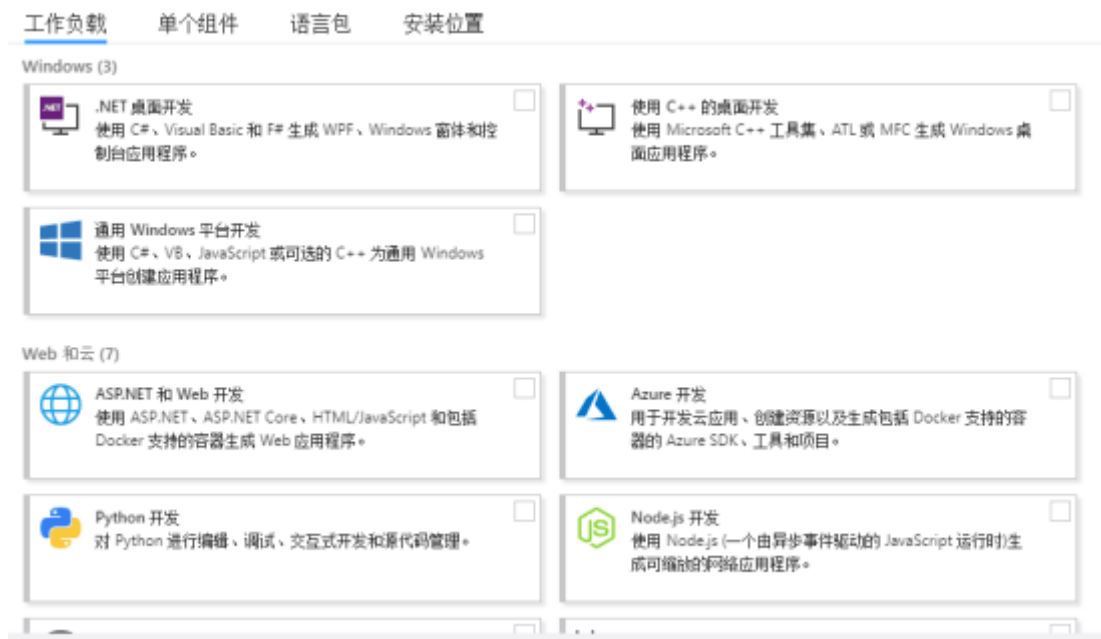 工作负载 单个组件 语言包 安装位置
Windows (3)
.NET 桌面开发
使用 C#、Visual Basic 和 F# 生成 WPF、Windows 窗体和控
制台应用程序。
使用 C++ 的桌面开发
使用 Microsoft C++ 工具集、ATL 或 MFC 生成 Windows 桌
面应用程序。
通用 Windows 平台开发
使用 C#、VB、JavaScript 或可选的 C++ 为通用 Windows
平台创建应用程序。
Web 和云 (7)
ASP.NET 和 Web 开发
使用 ASP.NET、ASP.NET Core、HTML/JavaScript 和包括
Docker 支持的容器生成 Web 应用程序。
Azure 开发
用于开发云应用、创建资源以及生成包括 Docker 支持的容
器的 Azure SDK、工具和项目。
Python 开发
对 Python 进行编辑、调试、交互式开发和源代码管理。
Node.js 开发
使用 Node.js (一个由异步事件驱动的 JavaScript 运行时)生
成可缩放的网络应用程序。